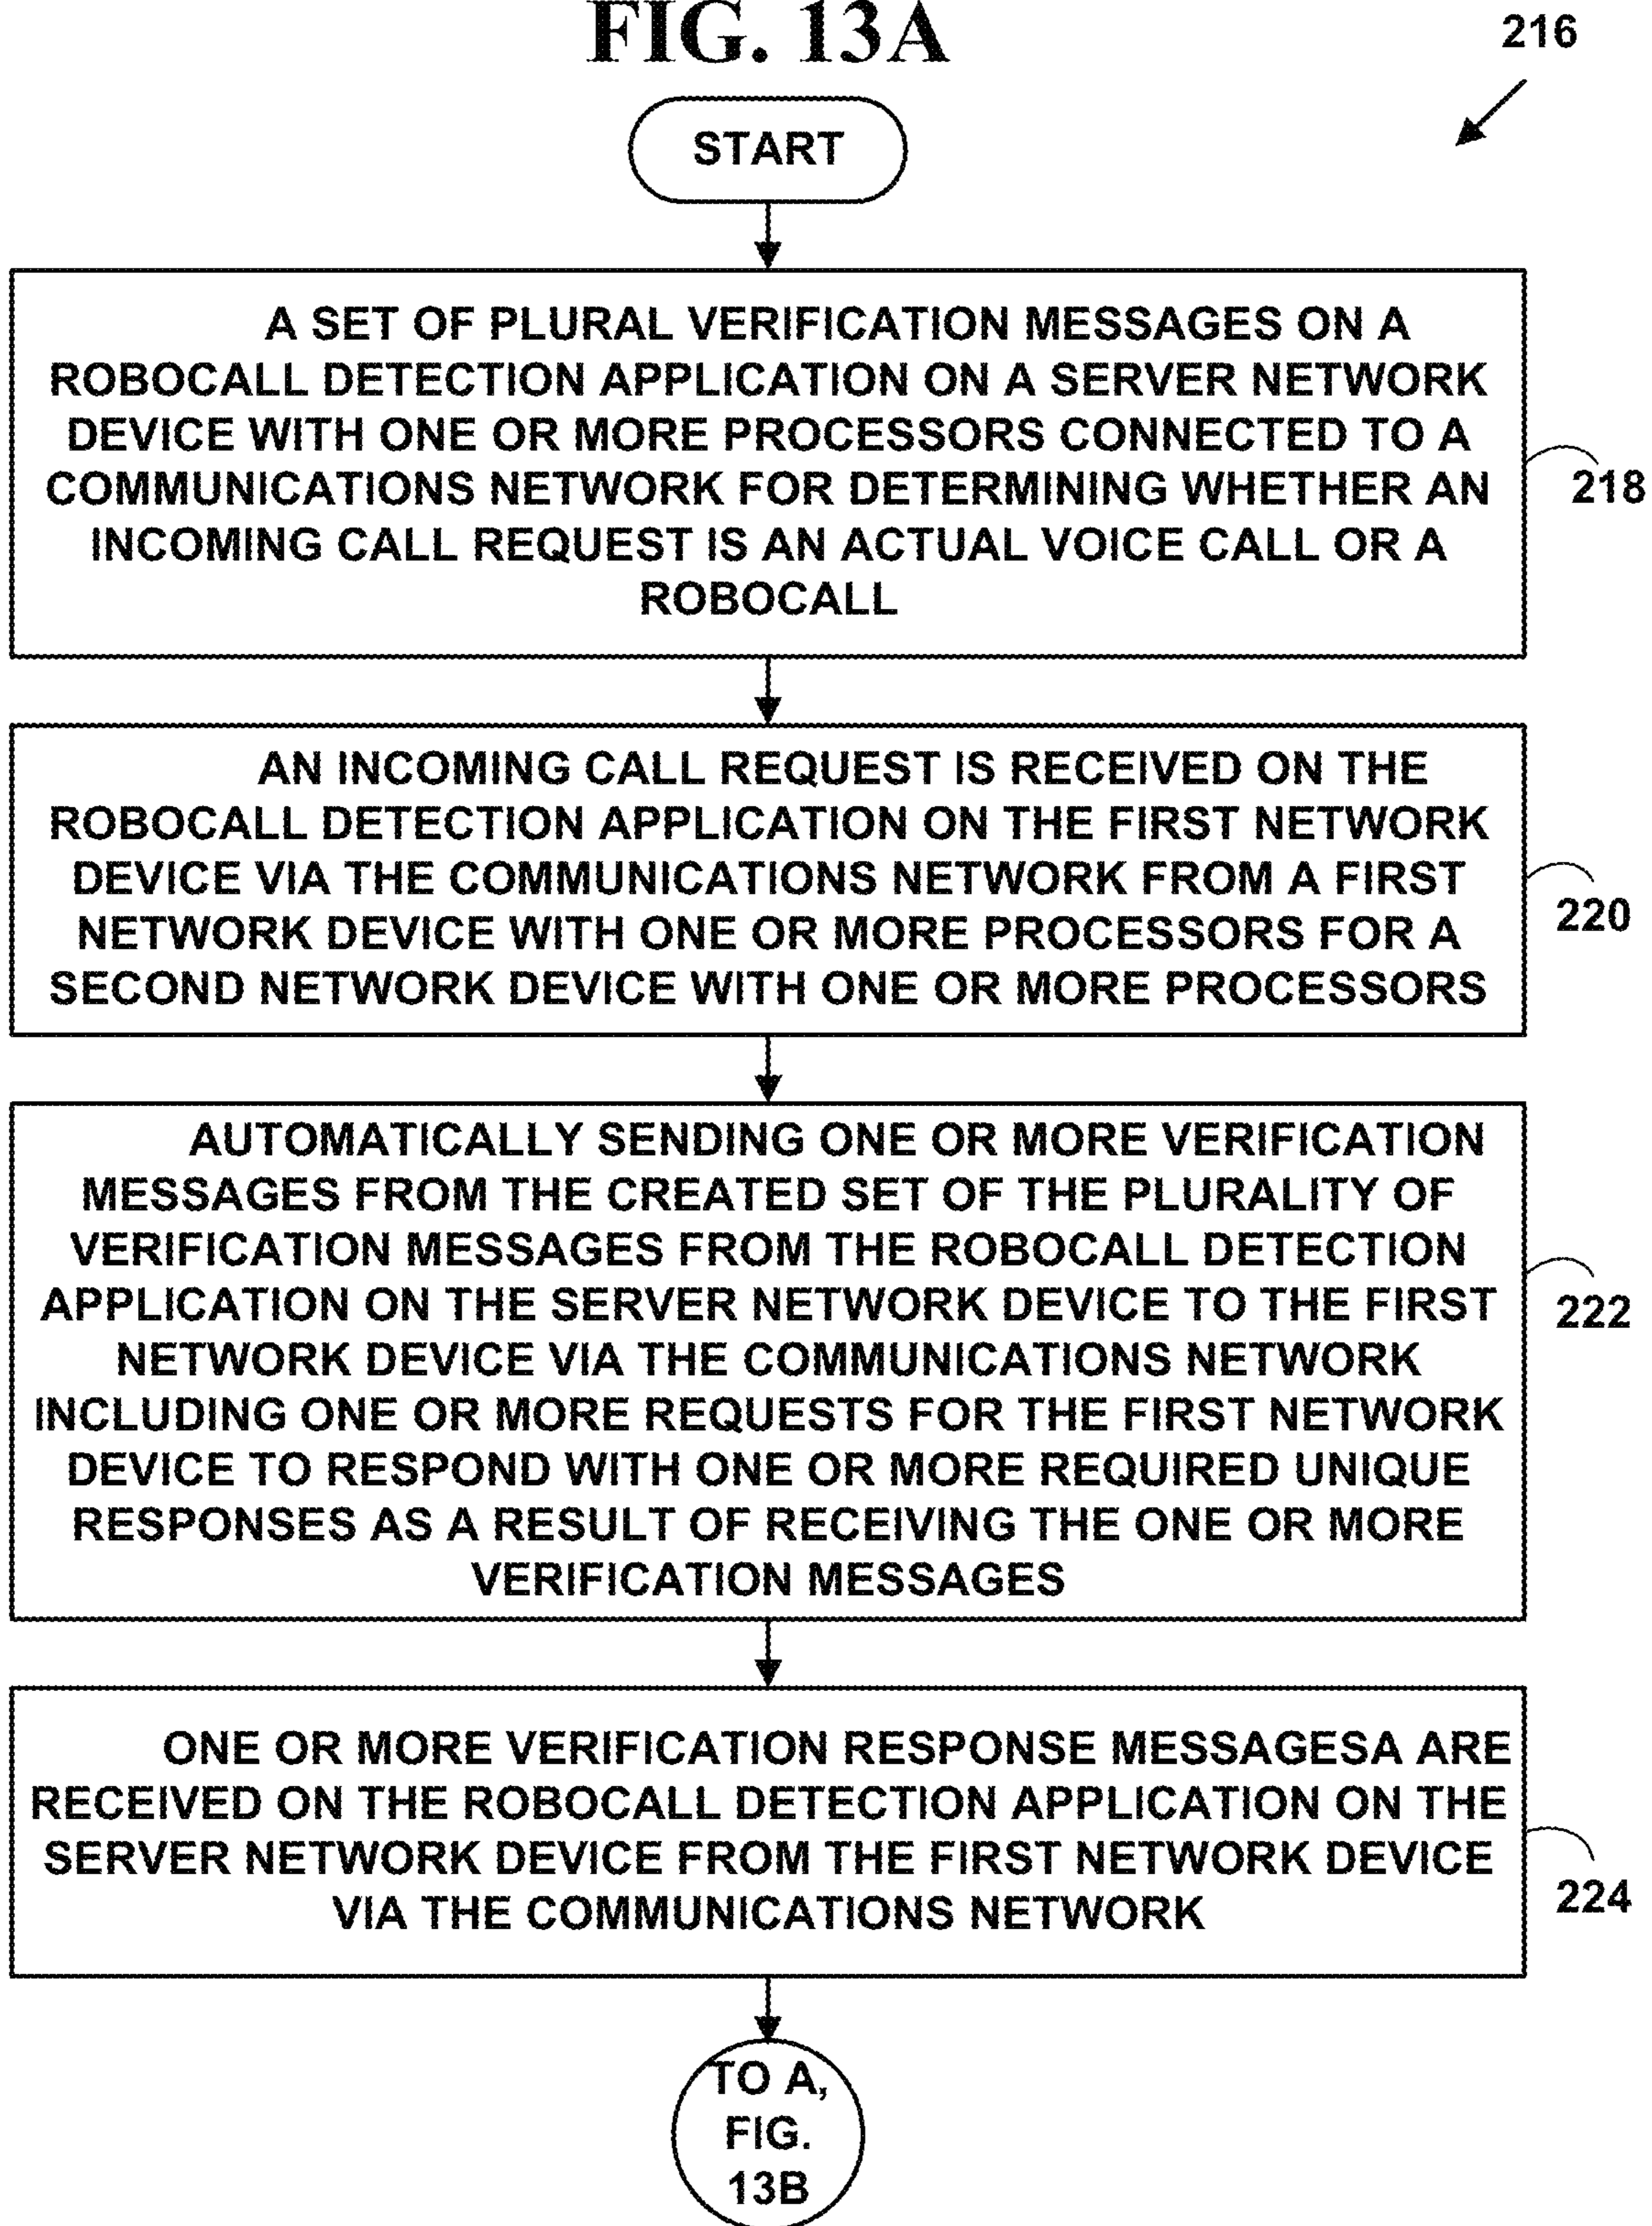 FIG. 13A
216
START
A SET OF PLURAL VERIFICATION MESSAGES ON A
ROBOCALL DETECTION APPLICATION ON A SERVER NETWORK
DEVICE WITH ONE OR MORE PROCESSORS CONNECTED TO A
COMMUNICATIONS NETWORK FOR DETERMINING WHETHER AN
INCOMING CALL REQUEST IS AN ACTUAL VOICE CALL OR A
ROBOCALL
218
AN INCOMING CALL REQUEST IS RECEIVED ON THE
ROBOCALL DETECTION APPLICATION ON THE FIRST NETWORK
DEVICE VIA THE COMMUNICATIONS NETWORK FROM A FIRST
NETWORK DEVICE WITH ONE OR MORE PROCESSORS FOR A
SECOND NETWORK DEVICE WITH ONE OR MORE PROCESSORS
220
AUTOMATICALLY SENDING ONE OR MORE VERIFICATION
MESSAGES FROM THE CREATED SET OF THE PLURALITY OF
VERIFICATION MESSAGES FROM THE ROBOCALL DETECTION
APPLICATION ON THE SERVER NETWORK DEVICE TO THE FIRST
NETWORK DEVICE VIA THE COMMUNICATIONS NETWORK
INCLUDING ONE OR MORE REQUESTS FOR THE FIRST NETWORK
DEVICE TO RESPOND WITH ONE OR MORE REQUIRED UNIQUE
RESPONSES AS A RESULT OF RECEIVING THE ONE OR MORE
VERIFICATION MESSAGES
222
ONE OR MORE VERIFICATION RESPONSE MESSAGESA ARE
RECEIVED ON THE ROBOCALL DETECTION APPLICATION ON THE
SERVER NETWORK DEVICE FROM THE FIRST NETWORK DEVICE
VIA THE COMMUNICATIONS NETWORK
224
TO A,
FIG.
13B